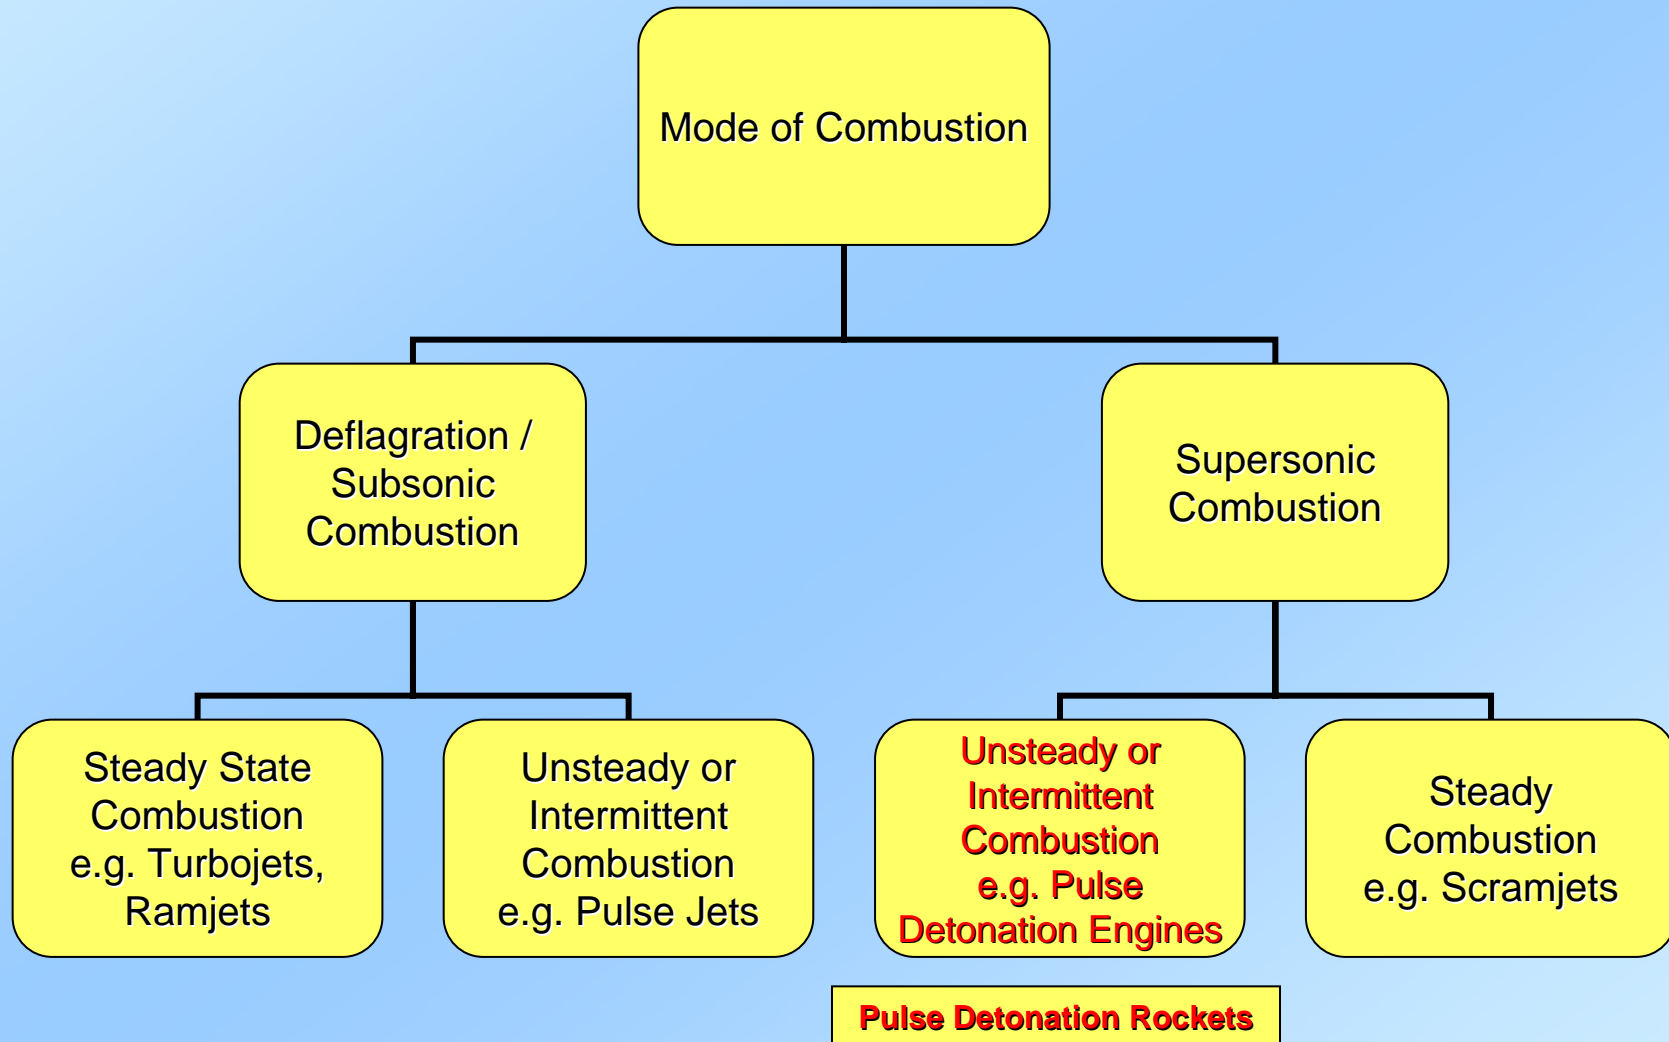 Mode of Combustion
Deflagration /
Subsonic
Combustion
Supersonic
Combustion
Steady State
Combustion
e.g. Turbojets,
Ramjets
Unsteady or
Intermittent
Combustion
e.g. Pulse Jets
Unsteady or
Intermittent
Combustion
e.g. Pulse
Detonation Engines
Steady
Combustion
e.g. Scramjets
Pulse Detonation Rockets